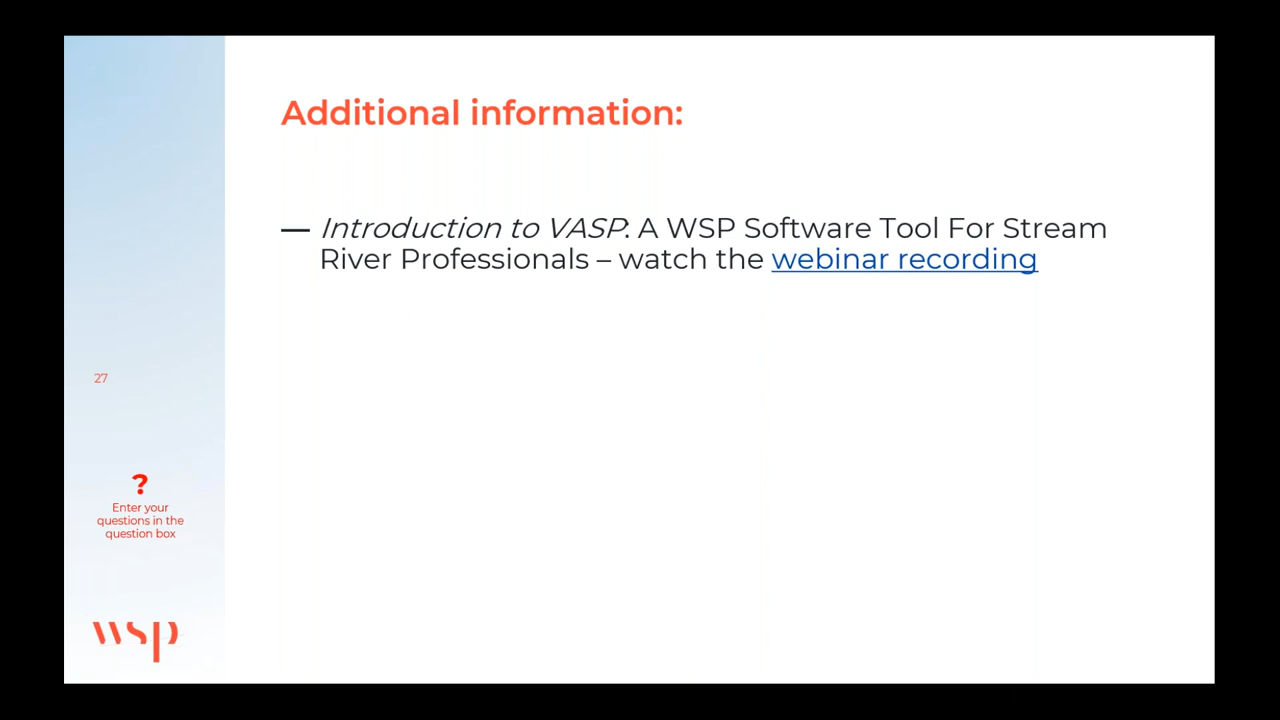 Additional information:
— Introduction to VASP: A WSP Software Tool For Stream
River Professionals – watch the webinar recording
27
?
Enter your
questions in the
question box
wsp